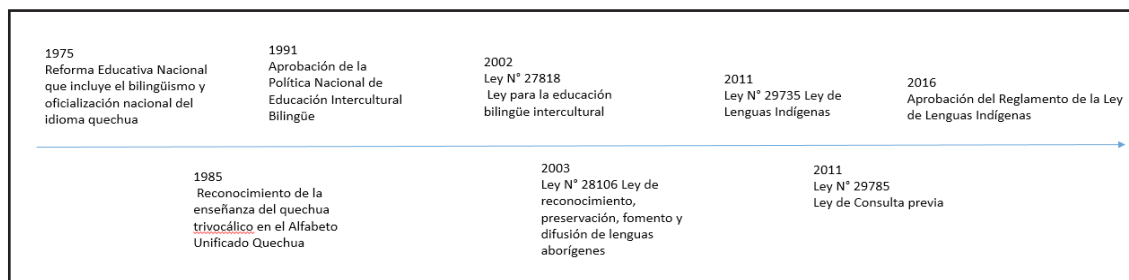 1975
Reforma Educativa Nacional
que incluye el bilingüismo y
oficialización nacional del
idioma quechua
1991
Aprobación de la
Política Nacional de
Educación Intercultural
Bilingüe
2002
Ley N° 27818
Ley para la educación
bilingüe intercultural
2011
Ley N° 29735 Ley de
Lenguas Indígenas
2016
Aprobación del Reglamento de la Ley
de Lenguas Indígenas
1985
Reconocimiento de la
enseñanza del quechua
trivocálico en el Alfabeto
Unificado Quechua
2003
Ley N° 28106 Ley de
reconocimiento,
preservación, fomento y
difusión de lenguas
aborígenes
2011
Ley N° 29785
Ley de Consulta previa